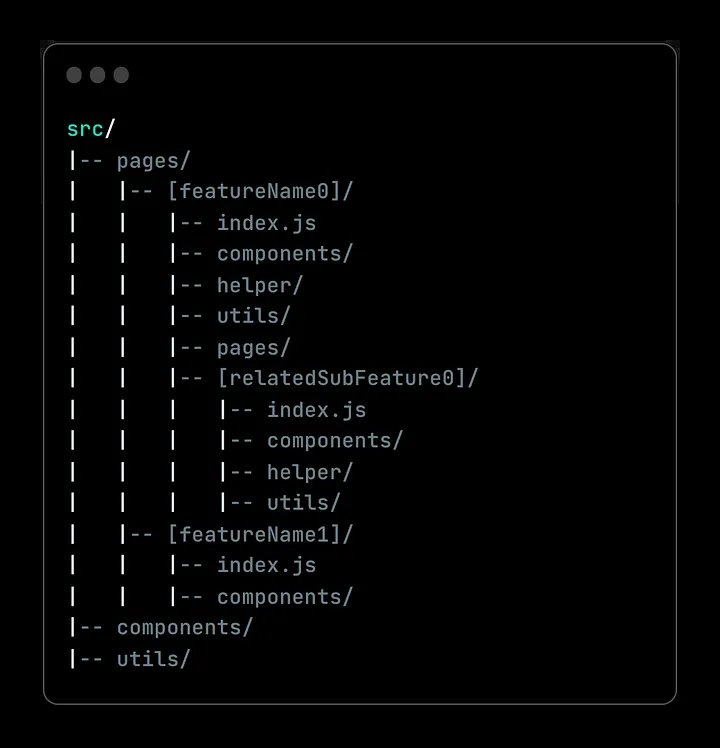 src/
|-- pages/
|   |-- [featureName0]/
|   |   |-- index.js
|   |   |-- components/
|   |   |-- helper/
|   |   |-- utils/
|   |   |-- pages/
|   |   |-- [relatedSubFeature0]/
|   |   |   |-- index.js
|   |   |   |-- components/
|   |   |   |-- helper/
|   |   |   |-- utils/
|   |-- [featureName1]/
|   |   |-- index.js
|   |   |-- components/
|-- components/
|-- utils/